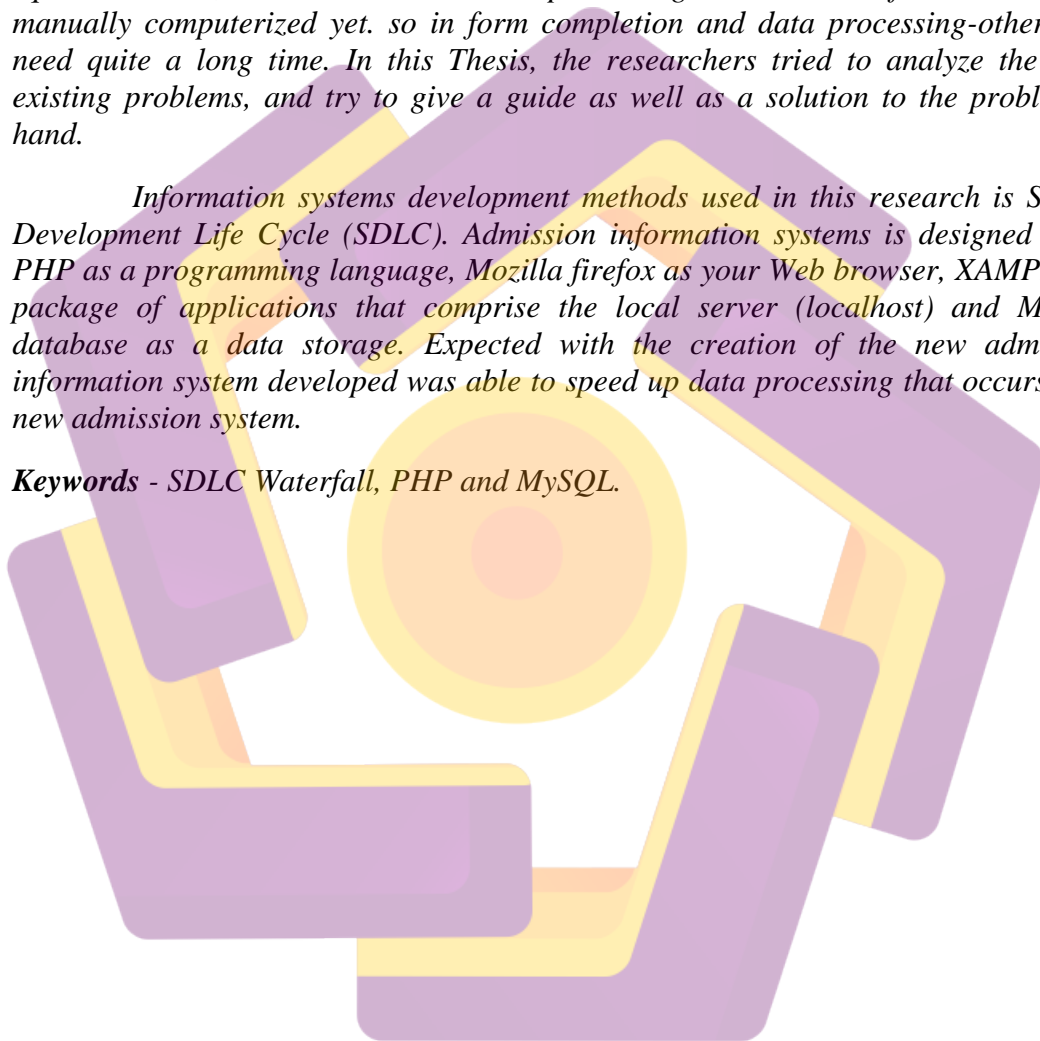 manually computerized yet. so in form completion and data processing-other
need quite a long time. In this Thesis, the researchers tried to analyze the
existing problems, and try to give a guide as well as a solution to the probl
hand.
Information systems development methods used in this research is S
Development Life Cycle (SDLC). Admission information systems is designed
PHP as a programming language, Mozilla firefox as your Web browser, XAMP
package of applications that comprise the local server (localhost) and M
database as a data storage. Expected with the creation of the new adm
information system developed was able to speed up data processing that occurs
new admission system.
Keywords - SDLC Waterfall, PHP and MySQL.